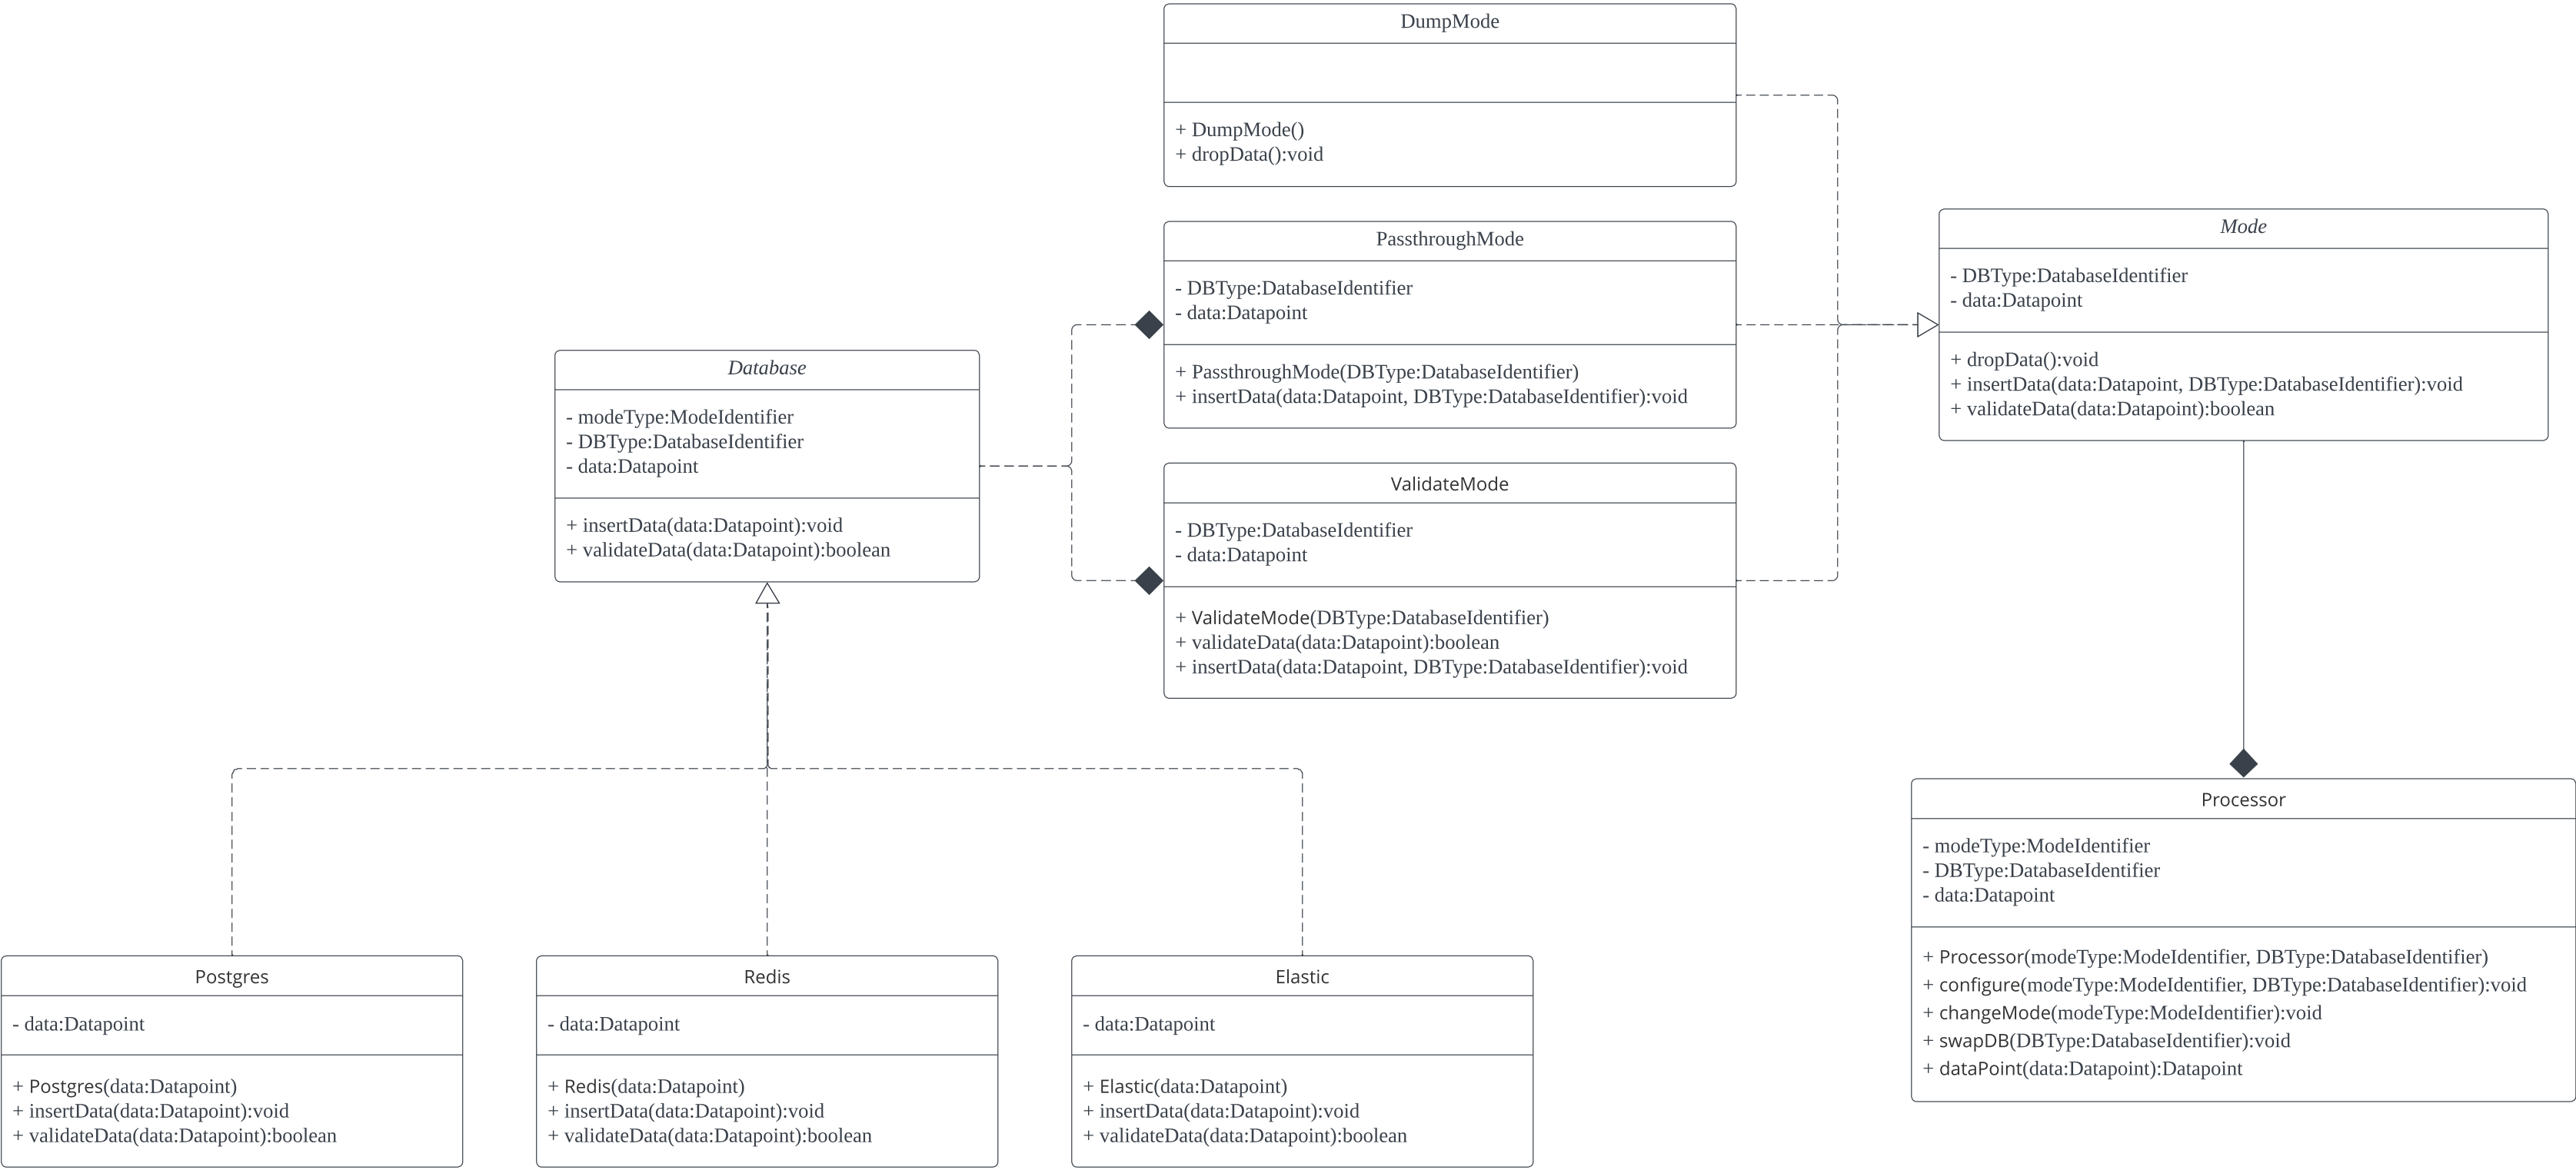 DumpMode
+ DumpMode()
+ dropData():void
PassthroughMode
- DBType:DatabaseIdentifier
- data:Datapoint
+ PassthroughMode(DBType:DatabaseIdentifier)
+ insertData(data:Datapoint, DBType:DatabaseIdentifier):void
Mode
- DBType:DatabaseIdentifier
- data:Datapoint
+ dropData():void
+ insertData(data:Datapoint, DBType:DatabaseIdentifier):void
+ validateData(data:Datapoint):boolean
Database
- modeType:ModeIdentifier
- DBType:DatabaseIdentifier
- data:Datapoint
+ insertData(data:Datapoint):void
+ validateData(data:Datapoint):boolean
ValidateMode
- DBType:DatabaseIdentifier
- data:Datapoint
+ ValidateMode(DBType:DatabaseIdentifier)
+ validateData(data:Datapoint):boolean
+ insertData(data:Datapoint, DBType:DatabaseIdentifier):void
Processor
- modeType:ModeIdentifier
- DBType:DatabaseIdentifier
- data:Datapoint
+ Processor(modeType:ModeIdentifier, DBType:DatabaseIdentifier)
+ configure(modeType:ModeIdentifier, DBType:DatabaseIdentifier):void
+ changeMode(modeType:ModeIdentifier):void
+ swapDB(DBType:DatabaseIdentifier):void
+ dataPoint(data:Datapoint):Datapoint
Postgres
- data:Datapoint
+ Postgres(data:Datapoint)
+ insertData(data:Datapoint):void
+ validateData(data:Datapoint):boolean
Redis
- data:Datapoint
+ Redis(data:Datapoint)
+ insertData(data:Datapoint):void
+ validateData(data:Datapoint):boolean
Elastic
- data:Datapoint
+ Elastic(data:Datapoint)
+ insertData(data:Datapoint):void
+ validateData(data:Datapoint):boolean